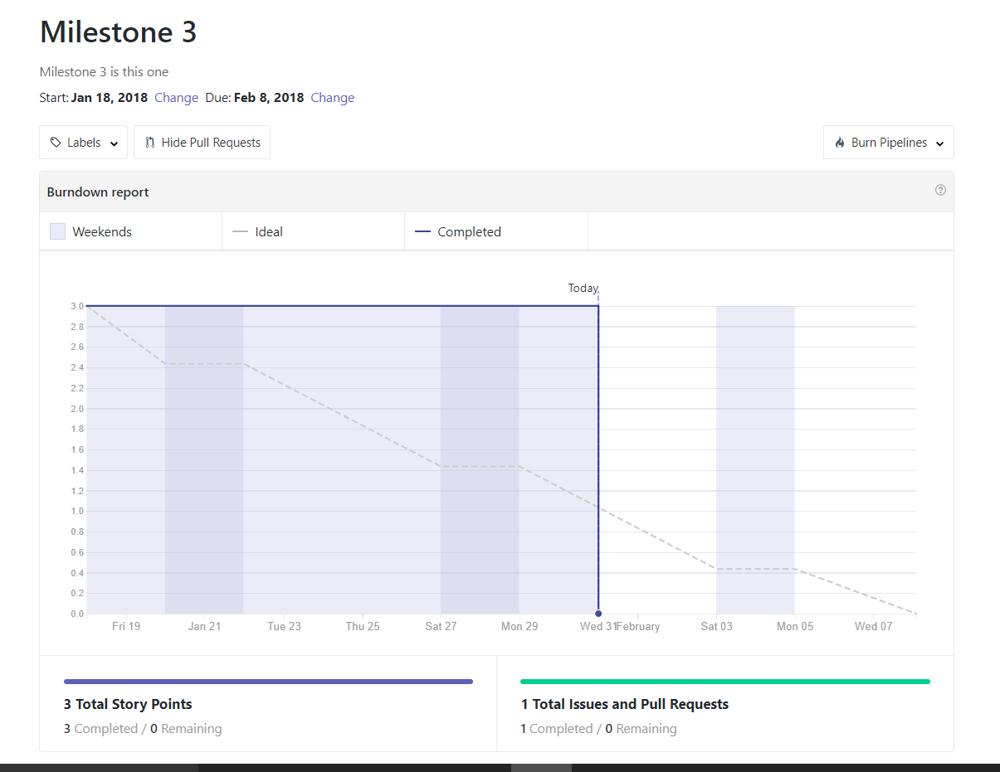 Milestone 3
Milestone 3 is this one
Start: Jan 18, 2018 Change Due: Feb 8, 2018 Change
Labels Hide Pull Requests Burn Pipelines
Burndown report
Weekends Ideal Completed
Today
3.0
2.8
2.6
2.4
2.2
2.0
1.8
1.6
1.4
1.2
1.0
0.8
0.6
0.4
0.2
0.0
Fri 19 Jan 21 Tue 23 Thu 25 Sat 27 Mon 29 Wed 31 February Sat 03 Mon 05 Wed 07
3 Total Story Points
3 Completed / 0 Remaining
1 Total Issues and Pull Requests
1 Completed / 0 Remaining